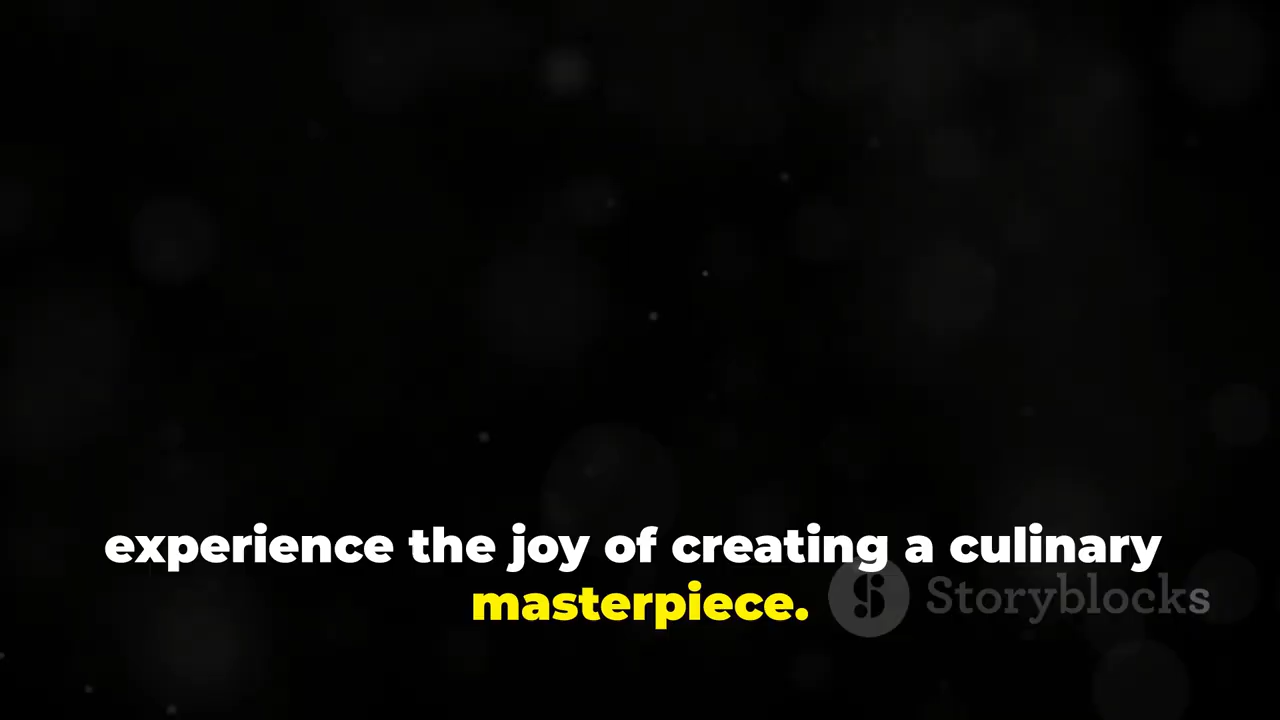 experience the joy of creating a culinary
masterpiece.
Storyblocks